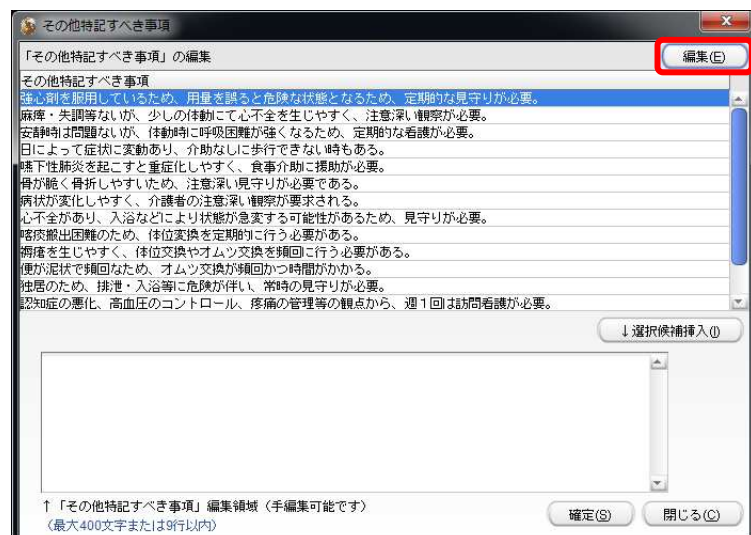 その他特記すべき事項
「その他特記すべき事項」の編集
編集(E)
その他特記すべき事項
強心剤を服用しているため、用量を誤ると危険な状態となるため、定期的な見守りが必要。
麻痺・失調等ないが、少しの体動にて心不全を生じやすく、注意深い観察が必要。
安静時は問題ないが、体動時に呼吸困難が強くなるため、定期的な看護が必要。
日によって症状に変動あり、介助なしに歩行できない時もある。
嚥下性肺炎を起こすと重症化しやすく、食事介助に援助が必要。
骨が脆く骨折しやすいため、注意深い見守りが必要である。
病状が変化しやすく、介護者の注意深い観察が要求される。
心不全があり、入浴などにより状態が急変する可能性があるため、見守りが必要。
喀痰搬出困難のため、体位変換を定期的に行う必要がある。
褥瘡を生じやすく、体位交換やオムツ交換を頻回に行う必要がある。
便が泥状で頻回なため、オムツ交換が頻回かつ時間がかかる。
独居のため、排泄・入浴等に危険が伴い、常時の見守りが必要。
認知症の悪化、高血圧のコントロール、疼痛の管理等の観点から、週1回は訪問看護が必要。
↓選択候補挿入(I)
↑「その他特記すべき事項」編集領域（手編集可能です）
（最大400文字または9行以内）
確定(S)
閉じる(C)